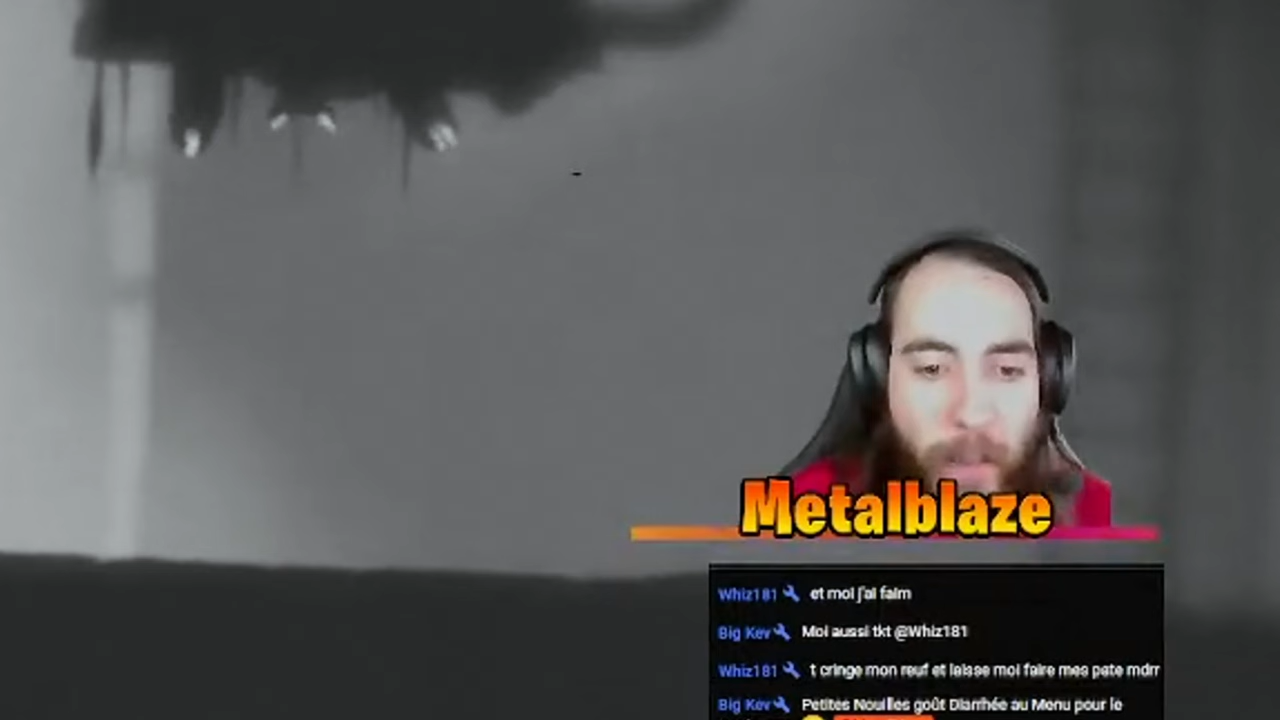 Metalblaze
Whiz181 et moi j'ai faim
Big Kev Moi aussi tkt @Whiz181
Whiz181 t cringe mon reuf et laisse moi faire mes pate mdrr
Big Kev Petites Nouilles goût Diarrhée au Menu pour le